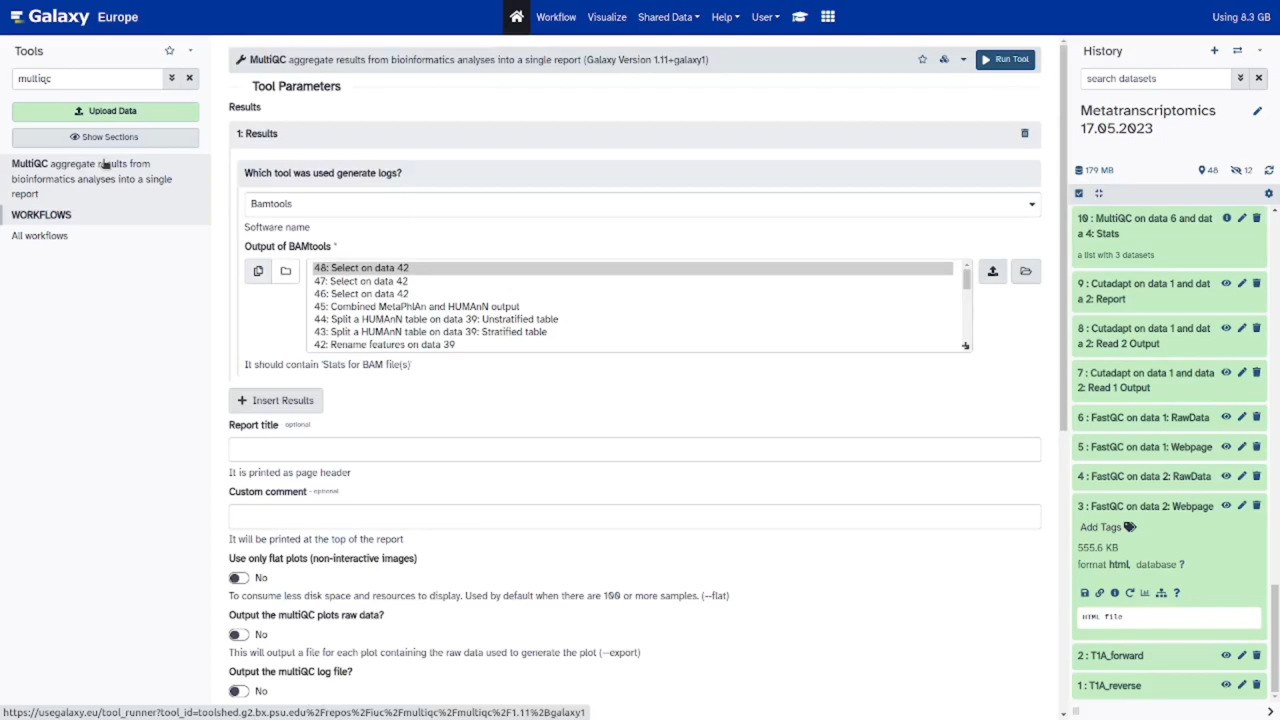 Galaxy Europe
Workflow Visualize Shared Data Help User
Using 8.3 GB
Tools
multiqc
Upload Data
Show Sections
MultiQC aggregate results from
bioinformatics analyses into a single
report
WORKFLOWS
All workflows
MultiQC aggregate results from bioinformatics analyses into a single report (Galaxy Version 1.11+galaxy1)
Run Tool
Tool Parameters
Results
1: Results
Which tool was used generate logs?
Bamtools
Software name
Output of BAMtools *
48: Select on data 42
47: Select on data 42
46: Select on data 42
45: Combined MetaPhlAn and HUMAnN output
44: Split a HUMAnN table on data 39: Unstratified table
43: Split a HUMAnN table on data 39: Stratified table
42: Rename features on data 39
It should contain 'Stats for BAM file(s)'
Insert Results
Report title - optional
It is printed as page header
Custom comment - optional
It will be printed at the top of the report
Use only flat plots (non-interactive images)
No
To consume less disk space and resources to display. Used by default when there are 100 or more samples. (--flat)
Output the multiQC plots raw data?
No
This will output a file for each plot containing the raw data used to generate the plot (--export)
Output the multiQC log file?
No
https://usegalaxy.eu/tool_runner?tool_id=toolshed.g2.bx.psu.edu%2Frepos%2Fiuc%2Fmultiqc%2Fmultiqc%2F1.11%2Bgalaxy1
History
search datasets
Metatranscriptomics
17.05.2023
179 MB 46 12
10 : MultiQC on data 6 and dat
a 4: Stats
a list with 3 datasets
9 : Cutadapt on data 1 and dat
a 2: Report
8 : Cutadapt on data 1 and dat
a 2: Read 2 Output
7 : Cutadapt on data 1 and data
2: Read 1 Output
6 : FastQC on data 1: RawData
5 : FastQC on data 1: Webpage
4 : FastQC on data 2: RawData
3 : FastQC on data 2: Webpage
Add Tags
555.6 KB
format html, database ?
HTML file
2 : T1A_forward
1 : T1A_reverse